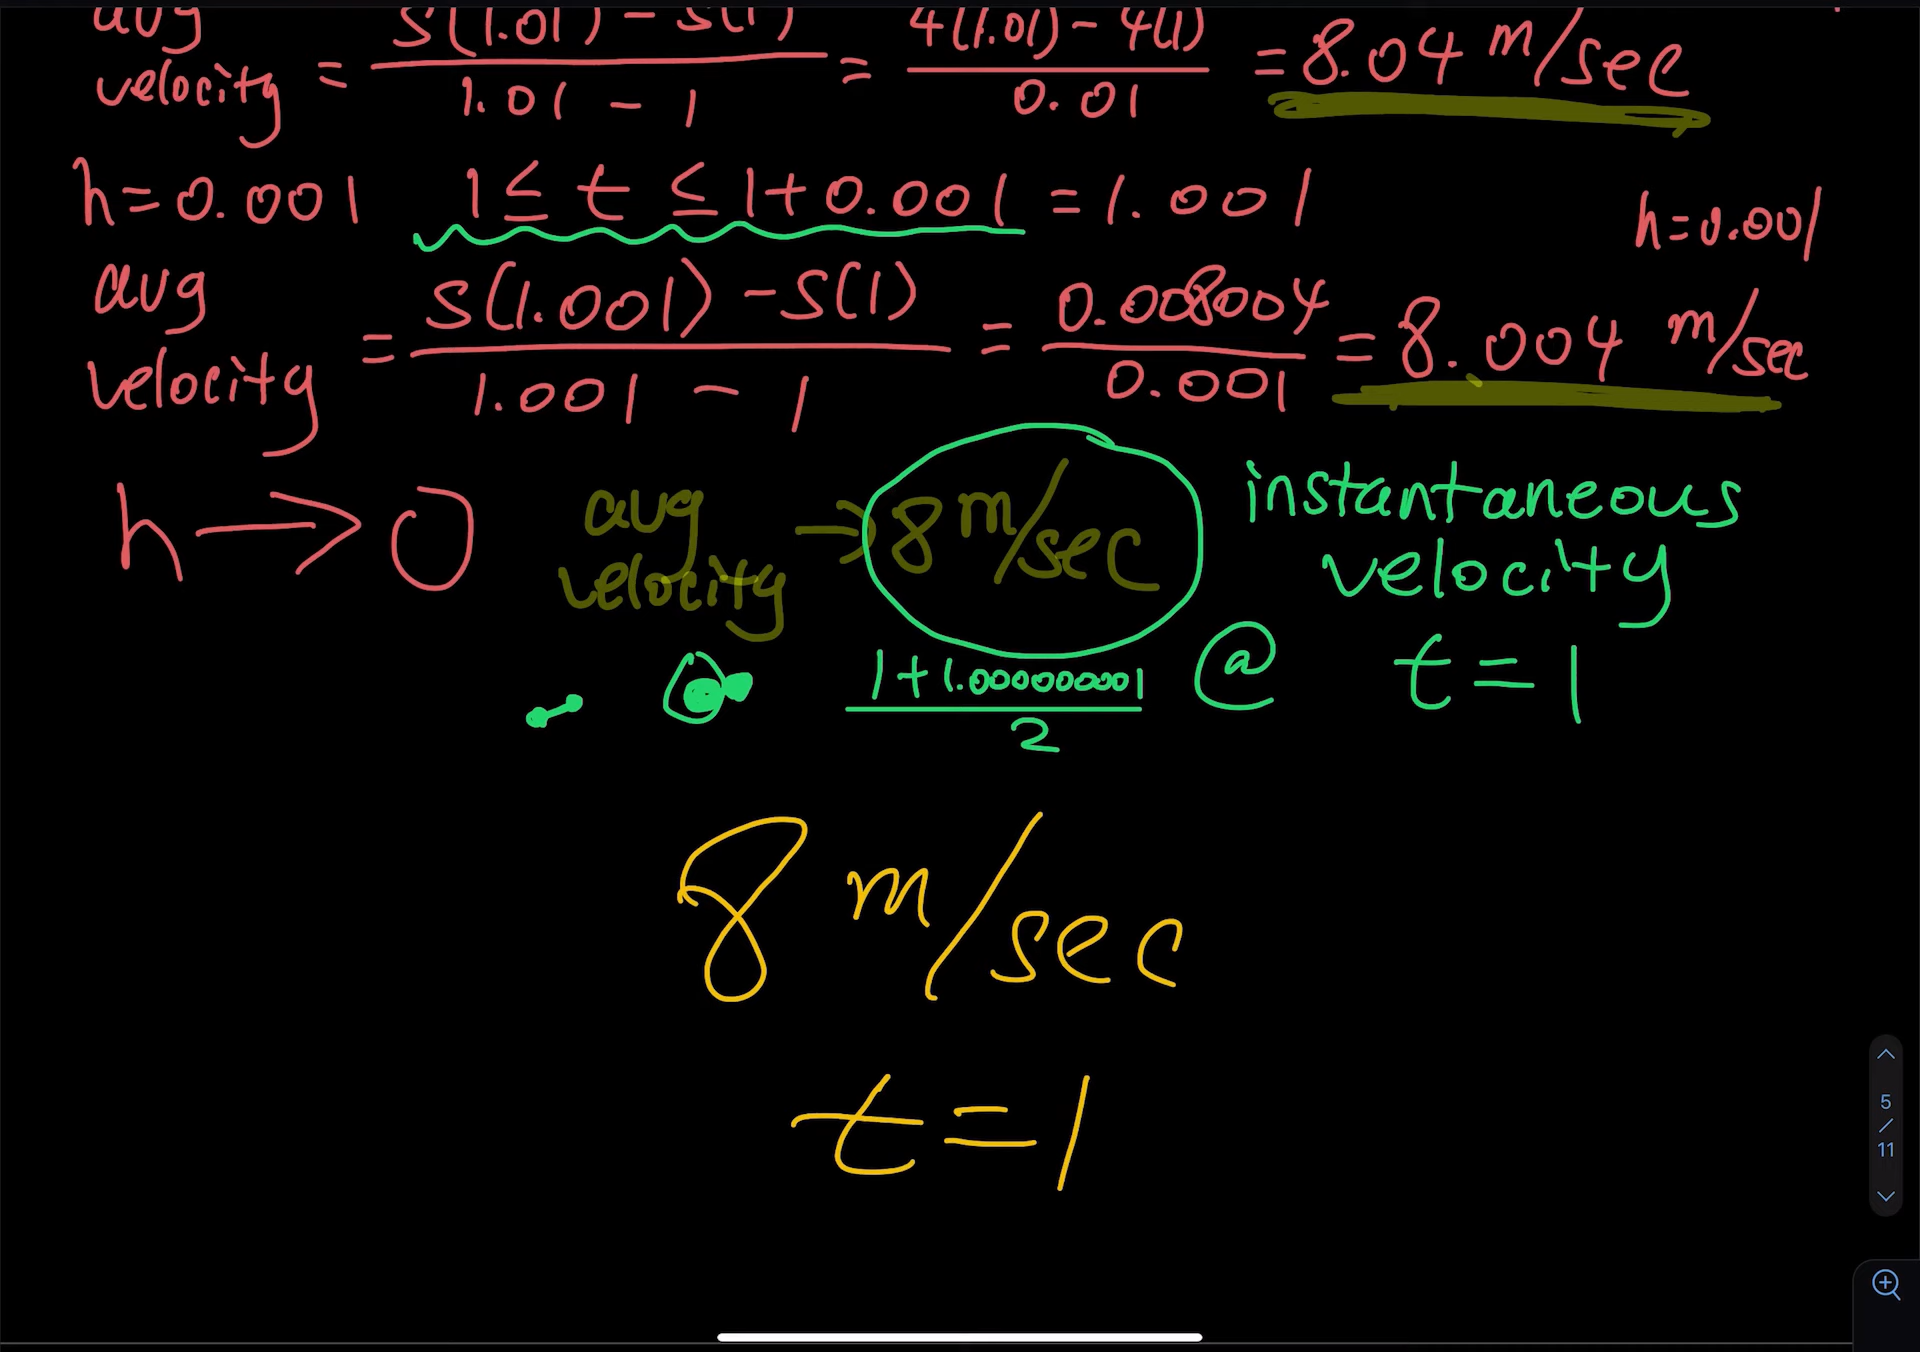 avg velocity = S(1.01) - S(1) / 1.01 - 1 = 4(1.01) - 4(1) / 0.01 = 8.04 m/sec
h=0.001 1 ≤ t ≤ 1+0.001 = 1.001
h=0.001
avg velocity = S(1.001) - S(1) / 1.001 - 1 = 0.008004 / 0.001 = 8.004 m/sec
h → 0 avg velocity → 8 m/sec instantaneous velocity
1+1.000000001 / 2 @ t = 1
8 m/sec
t = 1
5
/
11